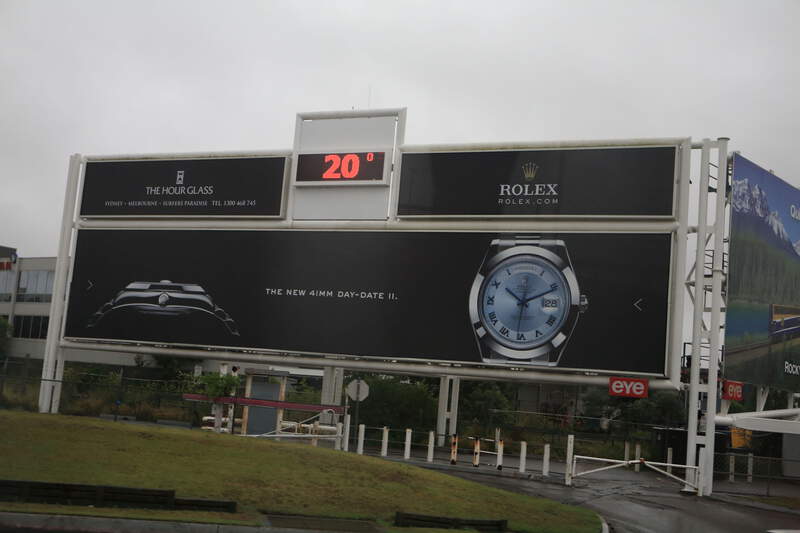 20°
THE HOUR GLASS
SYDNEY • MELBOURNE • SURFERS PARADISE TEL 1300 468 745
ROLEX
ROLEX.COM
THE NEW 41MM DAY-DATE II.
28
eye
eye